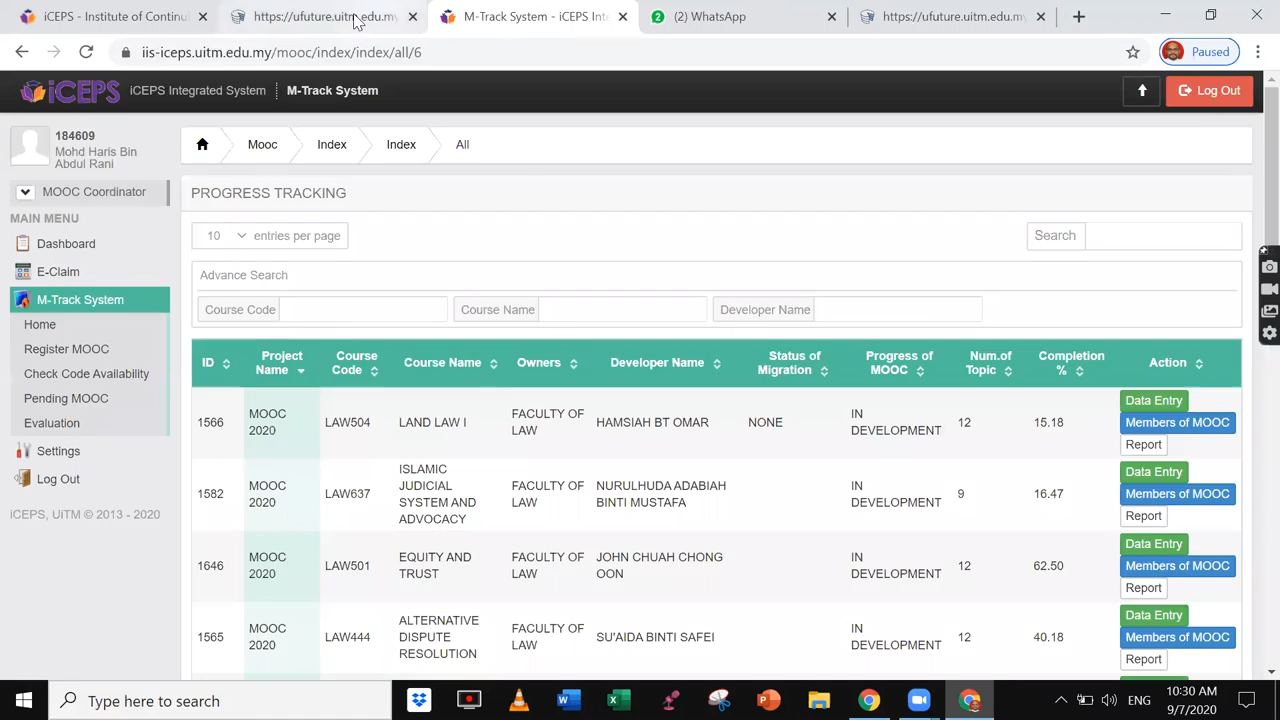 iCEPS - Institute of Continu
https://ufuture.uitm.edu.my
M-Track System - iCEPS Inte
2
(2) WhatsApp
https://ufuture.uitm.edu.my
iis-iceps.uitm.edu.my/mooc/index/index/all/6
Paused
iCEPS
iCEPS Integrated System
M-Track System
Log Out
184609
Mohd Haris Bin
Abdul Rani
Mooc
Index
Index
All
MOOC Coordinator
PROGRESS TRACKING
MAIN MENU
10 entries per page
Search
Dashboard
E-Claim
M-Track System
Home
Register MOOC
Check Code Availability
Pending MOOC
Evaluation
Settings
Log Out
iCEPS, UiTM © 2013 - 2020
Advance Search
Course Code
Course Name
Developer Name
ID
Project
Name
Course
Code
Course Name
Owners
Developer Name
Status of
Migration
Progress of
MOOC
Num.of
Topic
Completion
%
Action
1566
MOOC
2020
LAW504
LAND LAW I
FACULTY OF
LAW
HAMSIAH BT OMAR
NONE
IN
DEVELOPMENT
12
15.18
Data Entry
Members of MOOC
Report
1582
MOOC
2020
LAW637
ISLAMIC
JUDICIAL
SYSTEM AND
ADVOCACY
FACULTY OF
LAW
NURULHUDA ADABIAH
BINTI MUSTAFA
IN
DEVELOPMENT
9
16.47
Data Entry
Members of MOOC
Report
1646
MOOC
2020
LAW501
EQUITY AND
TRUST
FACULTY OF
LAW
JOHN CHUAH CHONG
OON
IN
DEVELOPMENT
12
62.50
Data Entry
Members of MOOC
Report
1565
MOOC
2020
LAW444
ALTERNATIVE
DISPUTE
RESOLUTION
FACULTY OF
LAW
SU'AIDA BINTI SAFEI
IN
DEVELOPMENT
12
40.18
Data Entry
Members of MOOC
Report
Type here to search
ENG
10:30 AM
9/7/2020